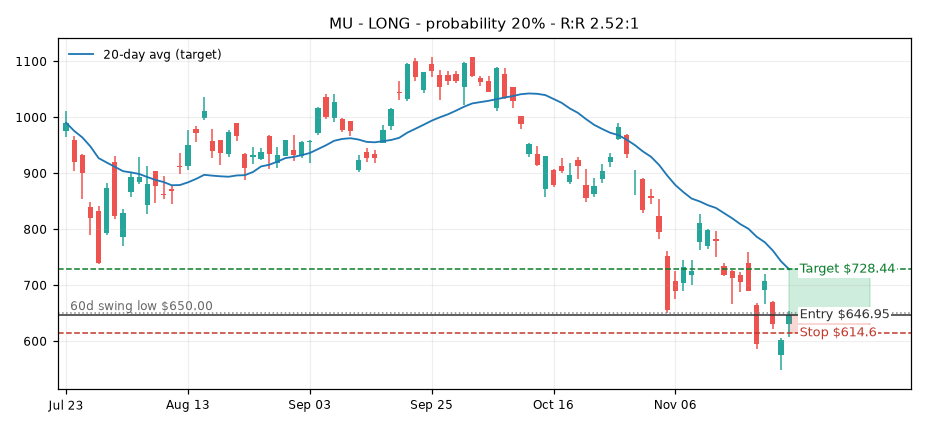 MU - LONG - probability 20% - R:R 2.52:1
20-day avg (target)
1100
1000
900
800
700
600
60d swing low $650.00
Target $728.44
Entry $646.95
Stop $614.6
Jul 23
Aug 13
Sep 03
Sep 25
Oct 16
Nov 06